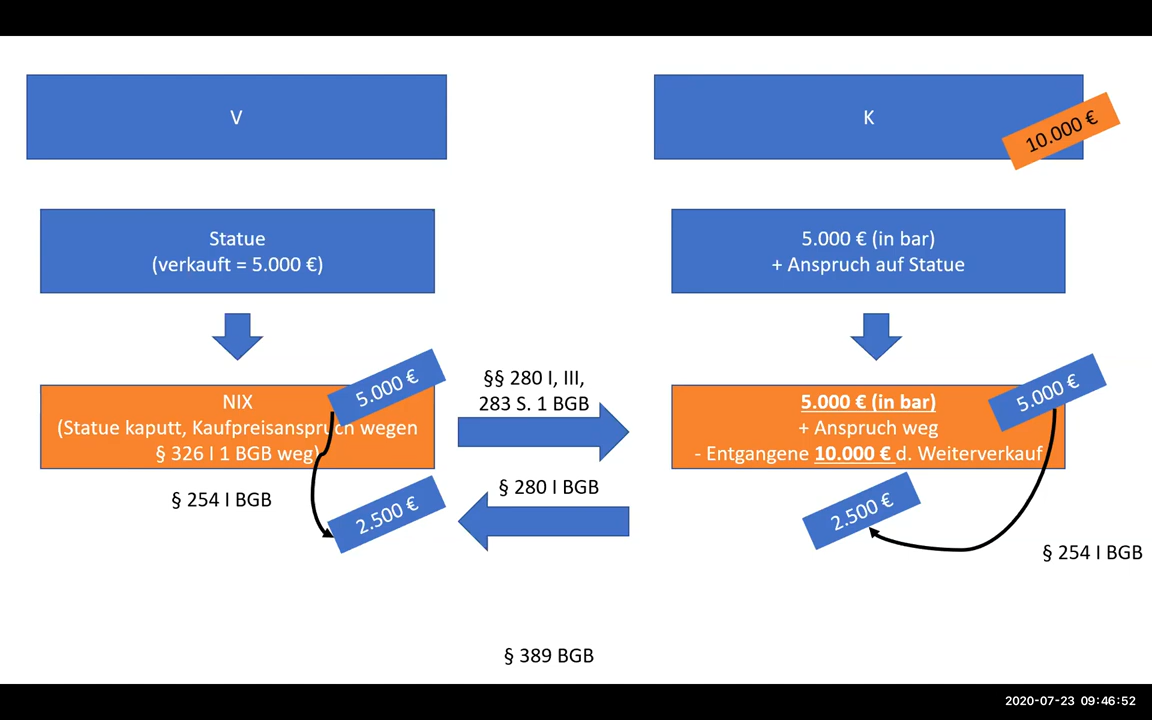 V
K
10.000 €
Statue
(verkauft = 5.000 €)
5.000 € (in bar)
+ Anspruch auf Statue
NIX
(Statue kaputt, Kaufpreisanspruch wegen
§ 326 I 1 BGB weg)
5.000 €
§§ 280 I, III,
283 S. 1 BGB
5.000 € (in bar)
+ Anspruch weg
- Entgangene 10.000 € d. Weiterverkauf
5.000 €
§ 254 I BGB
2.500 €
§ 280 I BGB
2.500 €
§ 254 I BGB
§ 389 BGB
2020-07-23 09:46:52